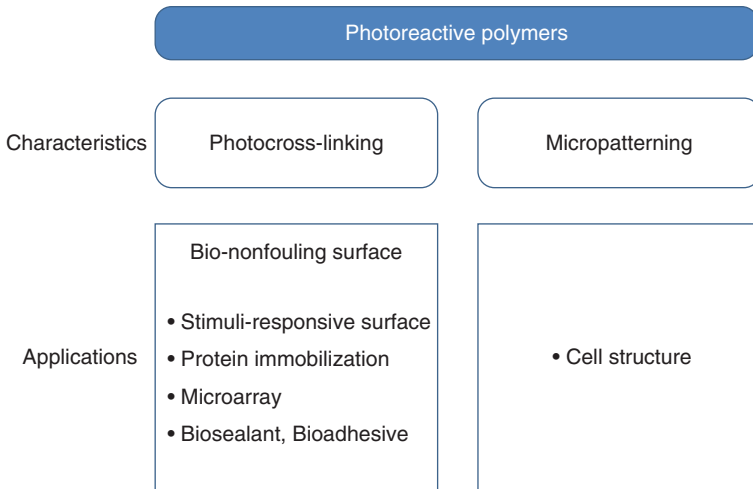 Photoreactive polymers
Characteristics
Photocross-linking
Micropatterning
Applications
Bio-nonfouling surface
• Stimuli-responsive surface
• Protein immobilization
• Microarray
• Biosealant, Bioadhesive
• Cell structure